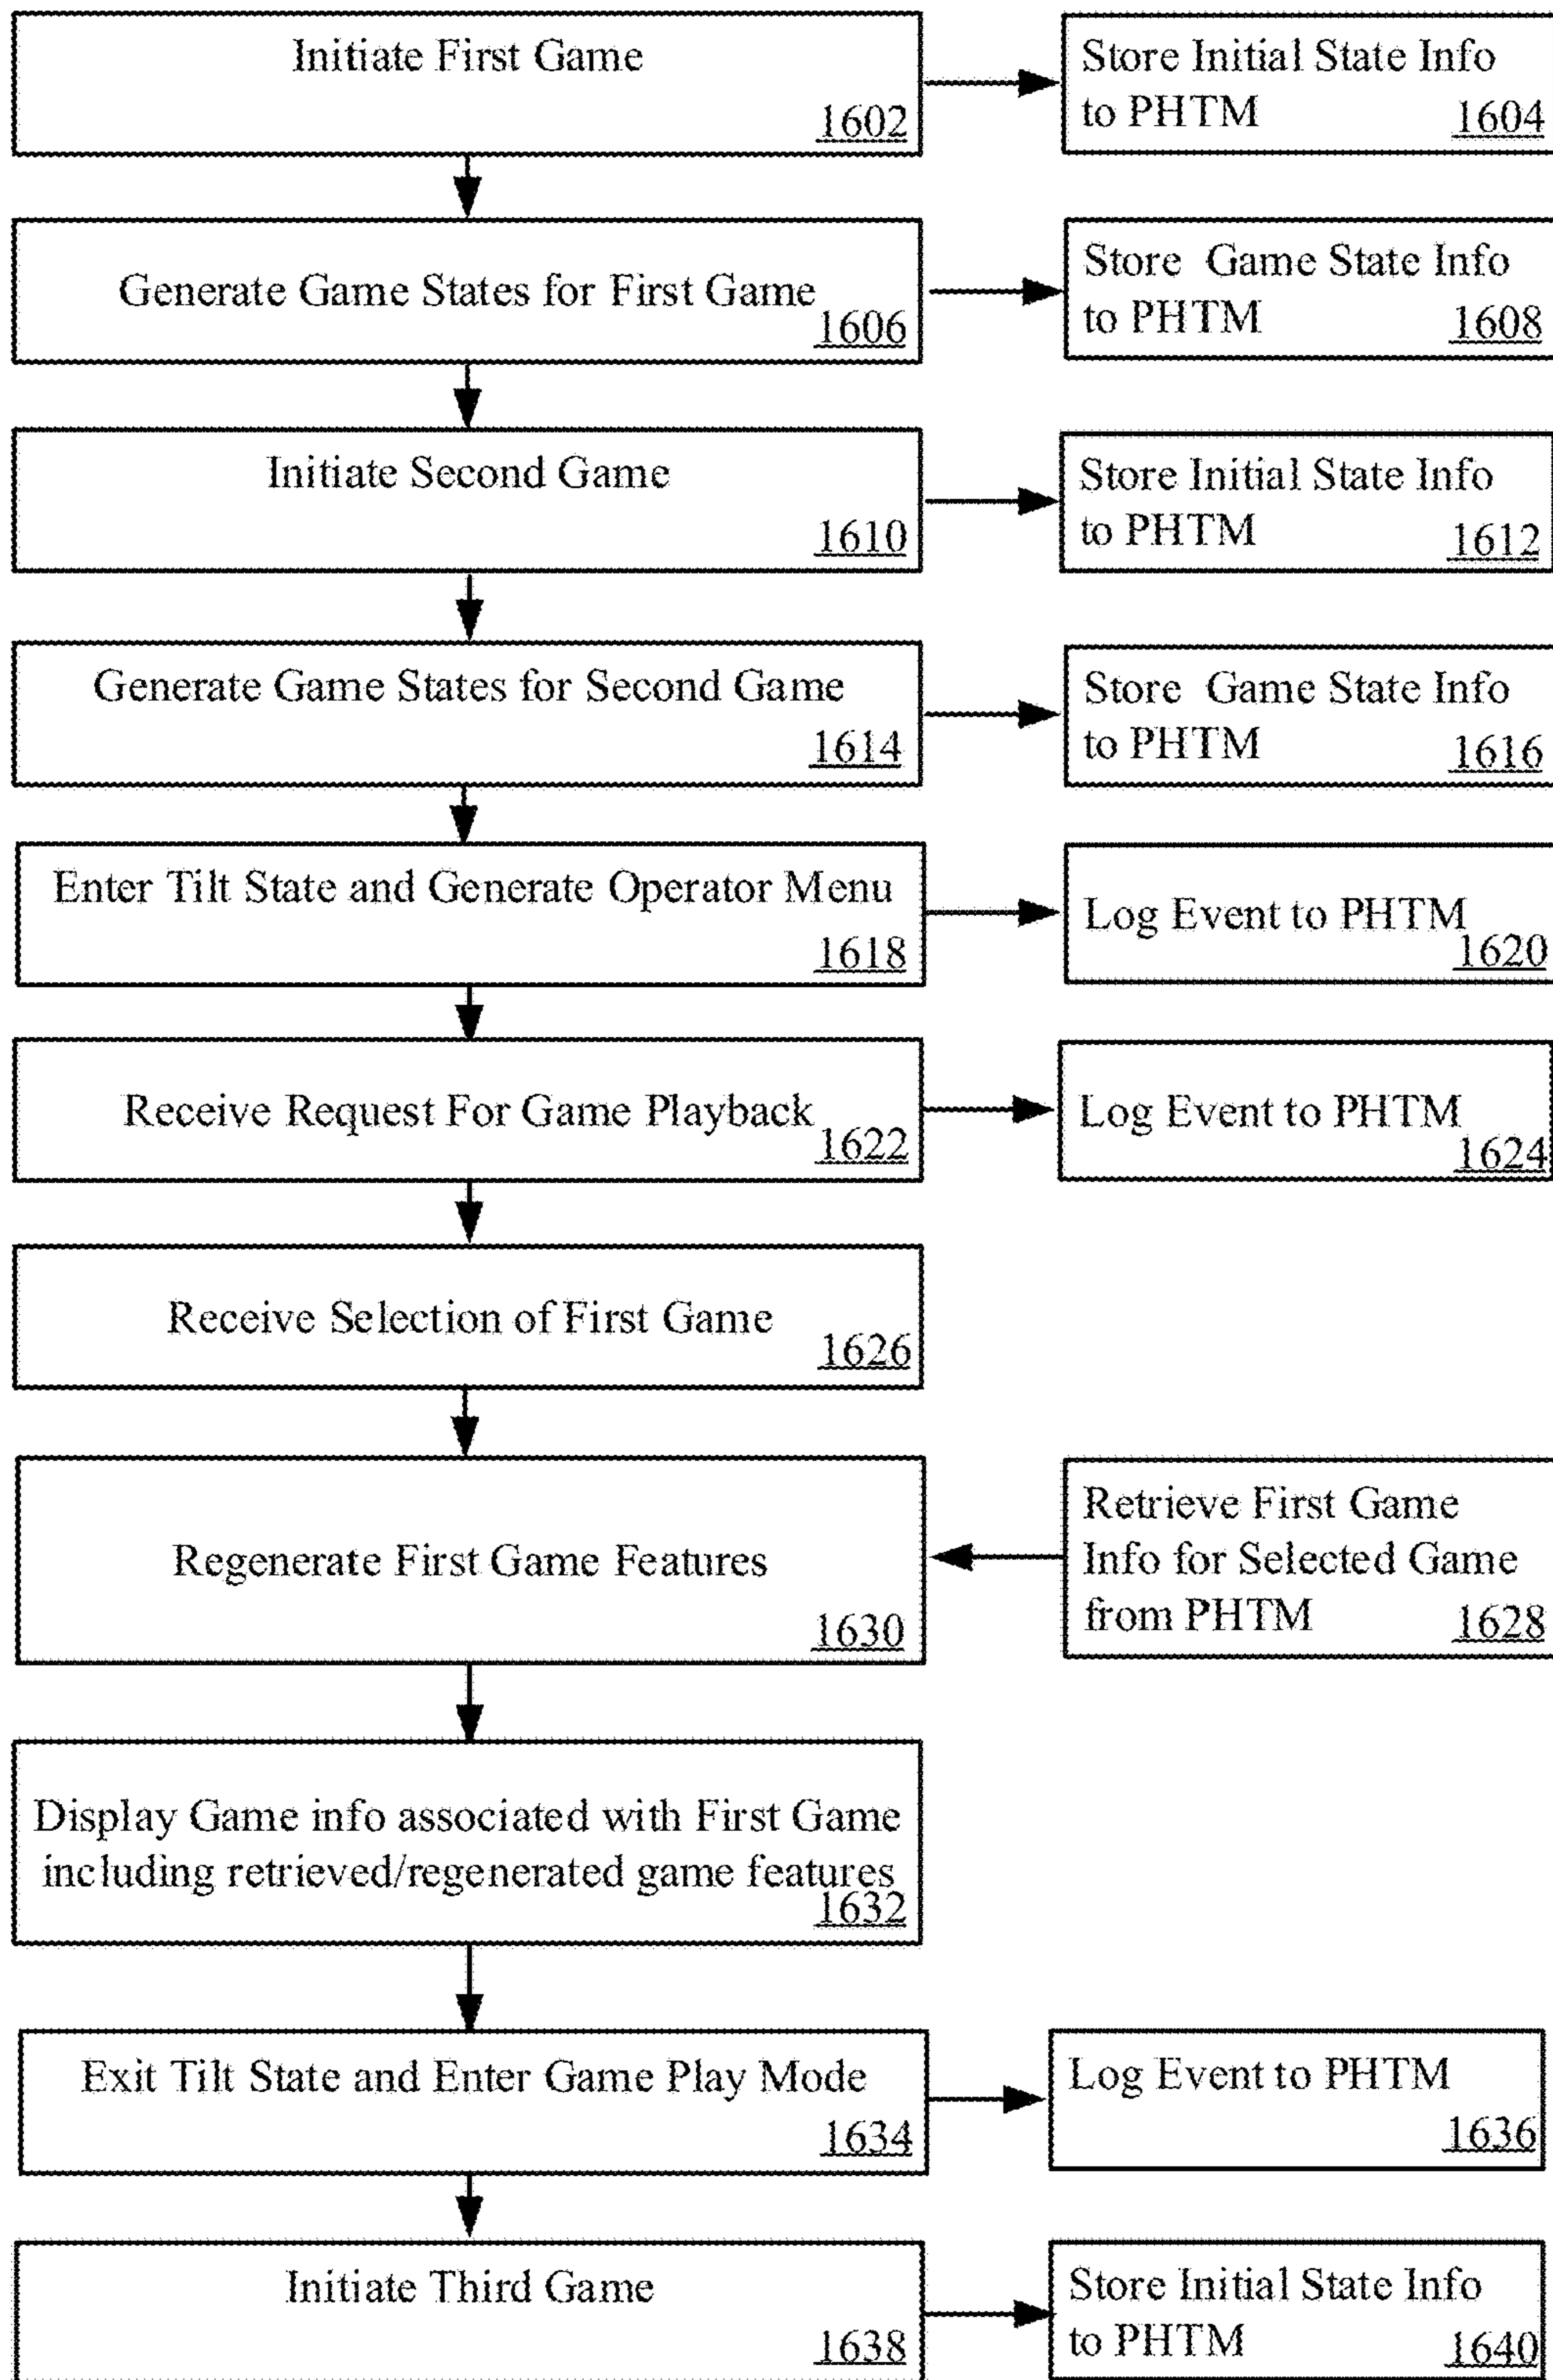 Initiate First Game
1602
Store Initial State Info
to PHTM
1604
Generate Game States for First Game
1606
Store Game State Info
to PHTM
1608
Initiate Second Game
1610
Store Initial State Info
to PHTM
1612
Generate Game States for Second Game
1614
Store Game State Info
to PHTM
1616
Enter Tilt State and Generate Operator Menu
1618
Log Event to PHTM
1620
Receive Request For Game Playback
1622
Log Event to PHTM
1624
Receive Selection of First Game
1626
Regenerate First Game Features
1630
Retrieve First Game
Info for Selected Game
from PHTM
1628
Display Game info associated with First Game
including retrieved/regenerated game features
1632
Exit Tilt State and Enter Game Play Mode
1634
Log Event to PHTM
1636
Initiate Third Game
1638
Store Initial State Info
to PHTM
1640